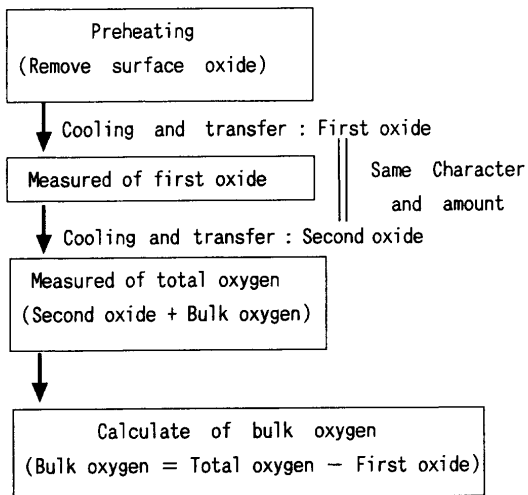 Preheating
(Remove surface oxide)
Cooling and transfer : First oxide
Measured of first oxide
Same Character
and amount
Cooling and transfer : Second oxide
Measured of total oxygen
(Second oxide + Bulk oxygen)
Calculate of bulk oxygen
(Bulk oxygen = Total oxygen − First oxide)